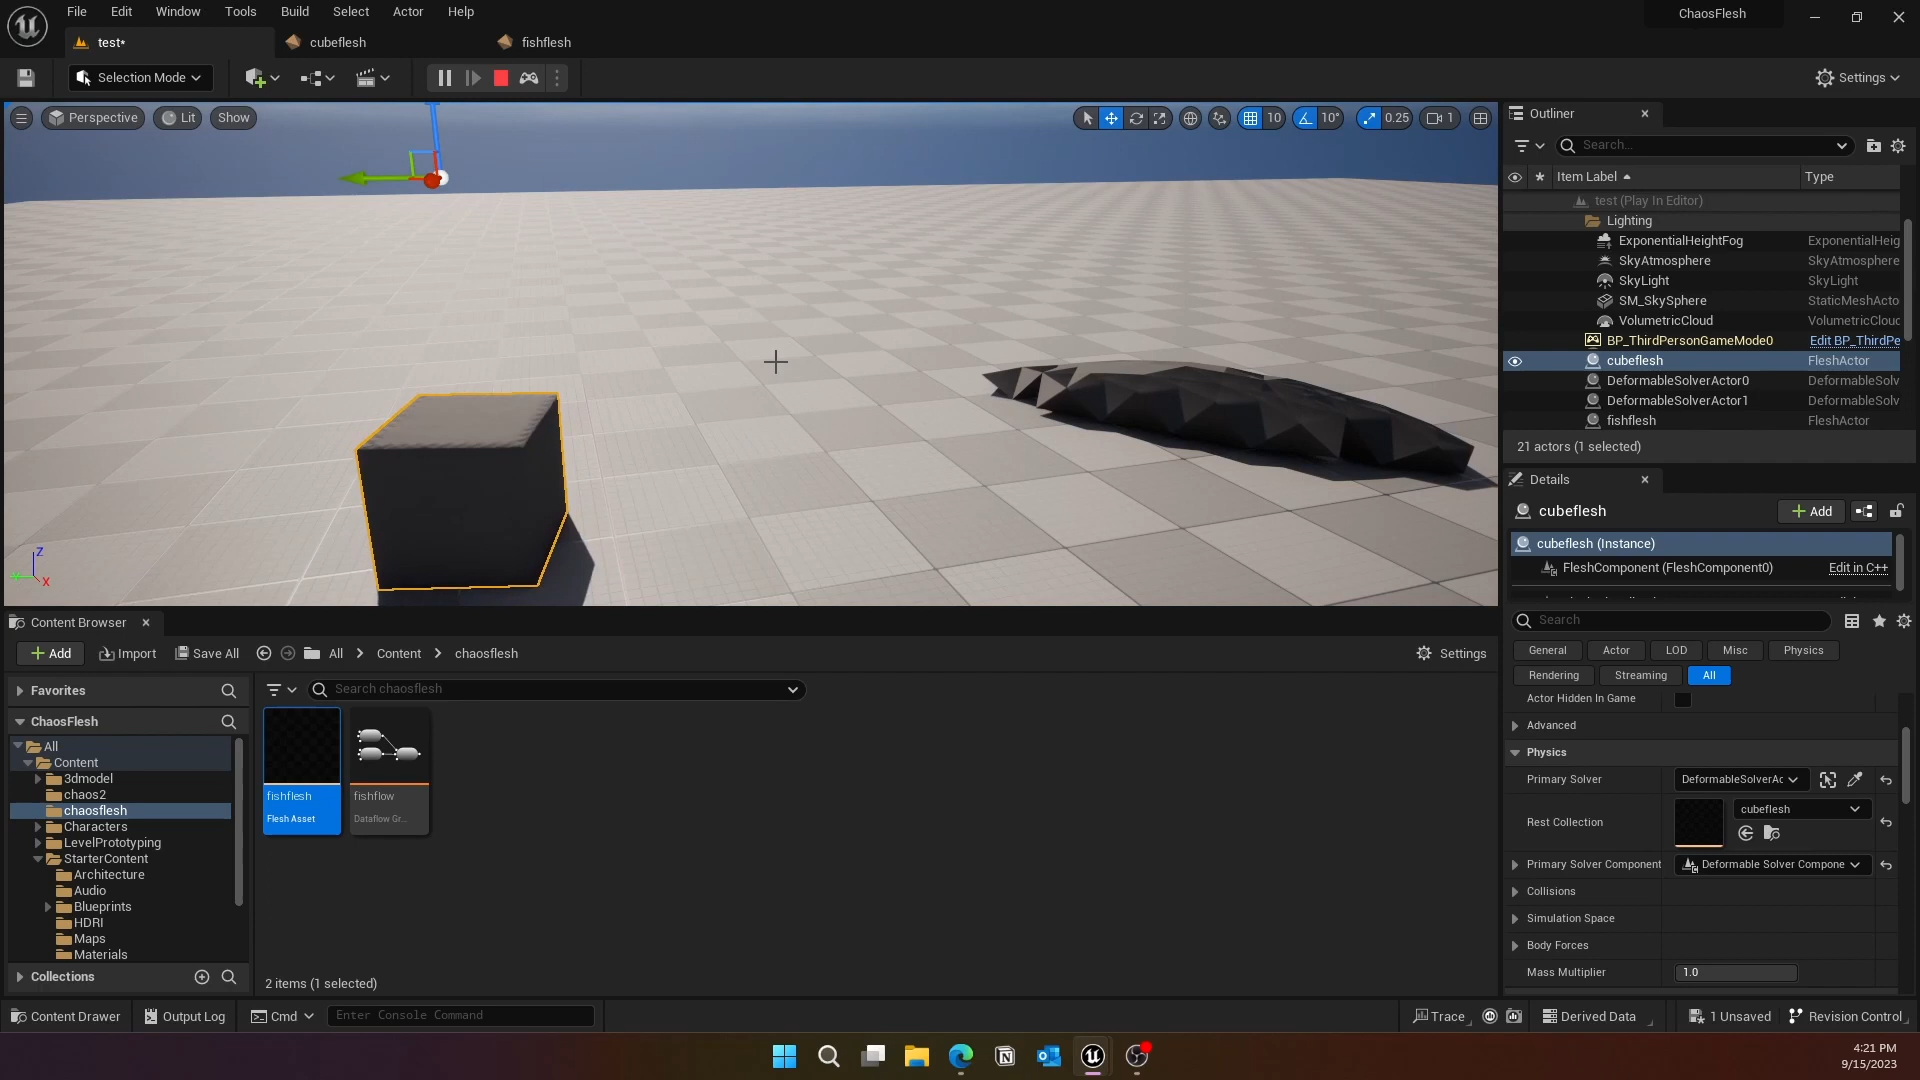 File Edit Window Tools Build Select Actor Help
ChaosFlesh
test*
cubeflesh
fishflesh
Selection Mode
Settings
Perspective
Lit
Show
10
10°
0.25
1
Z
X
Outliner
Search...
Item Label
Type
test (Play In Editor)
Lighting
ExponentialHeightFog ExponentialHeig
SkyAtmosphere SkyAtmosphere
SkyLight SkyLight
SM_SkySphere StaticMeshActo
VolumetricCloud VolumetricClouc
BP_ThirdPersonGameMode0 Edit BP_ThirdPe
cubeflesh FleshActor
DeformableSolverActor0 DeformableSolv
DeformableSolverActor1 DeformableSolv
fishflesh FleshActor
21 actors (1 selected)
Details
cubeflesh
Add
cubeflesh (Instance)
FleshComponent (FleshComponent0) Edit in C++
Search
General Actor LOD Misc Physics
Rendering Streaming All
Actor Hidden In Game
Advanced
Physics
Primary Solver DeformableSolverAc
Rest Collection cubeflesh
Primary Solver Component Deformable Solver Compone
Collisions
Simulation Space
Body Forces
Mass Multiplier 1.0
Content Browser
Add
Import
Save All
All
Content
chaosflesh
Settings
Favorites
ChaosFlesh
All
Content
3dmodel
chaos2
chaosflesh
Characters
LevelPrototyping
StarterContent
Architecture
Audio
Blueprints
HDRI
Maps
Materials
Collections
Search chaosflesh
fishflesh
Flesh Asset
fishflow
Dataflow Gr...
2 items (1 selected)
Content Drawer
Output Log
Cmd
Enter Console Command
Trace
Derived Data
1 Unsaved
Revision Control
4:21 PM
9/15/2023